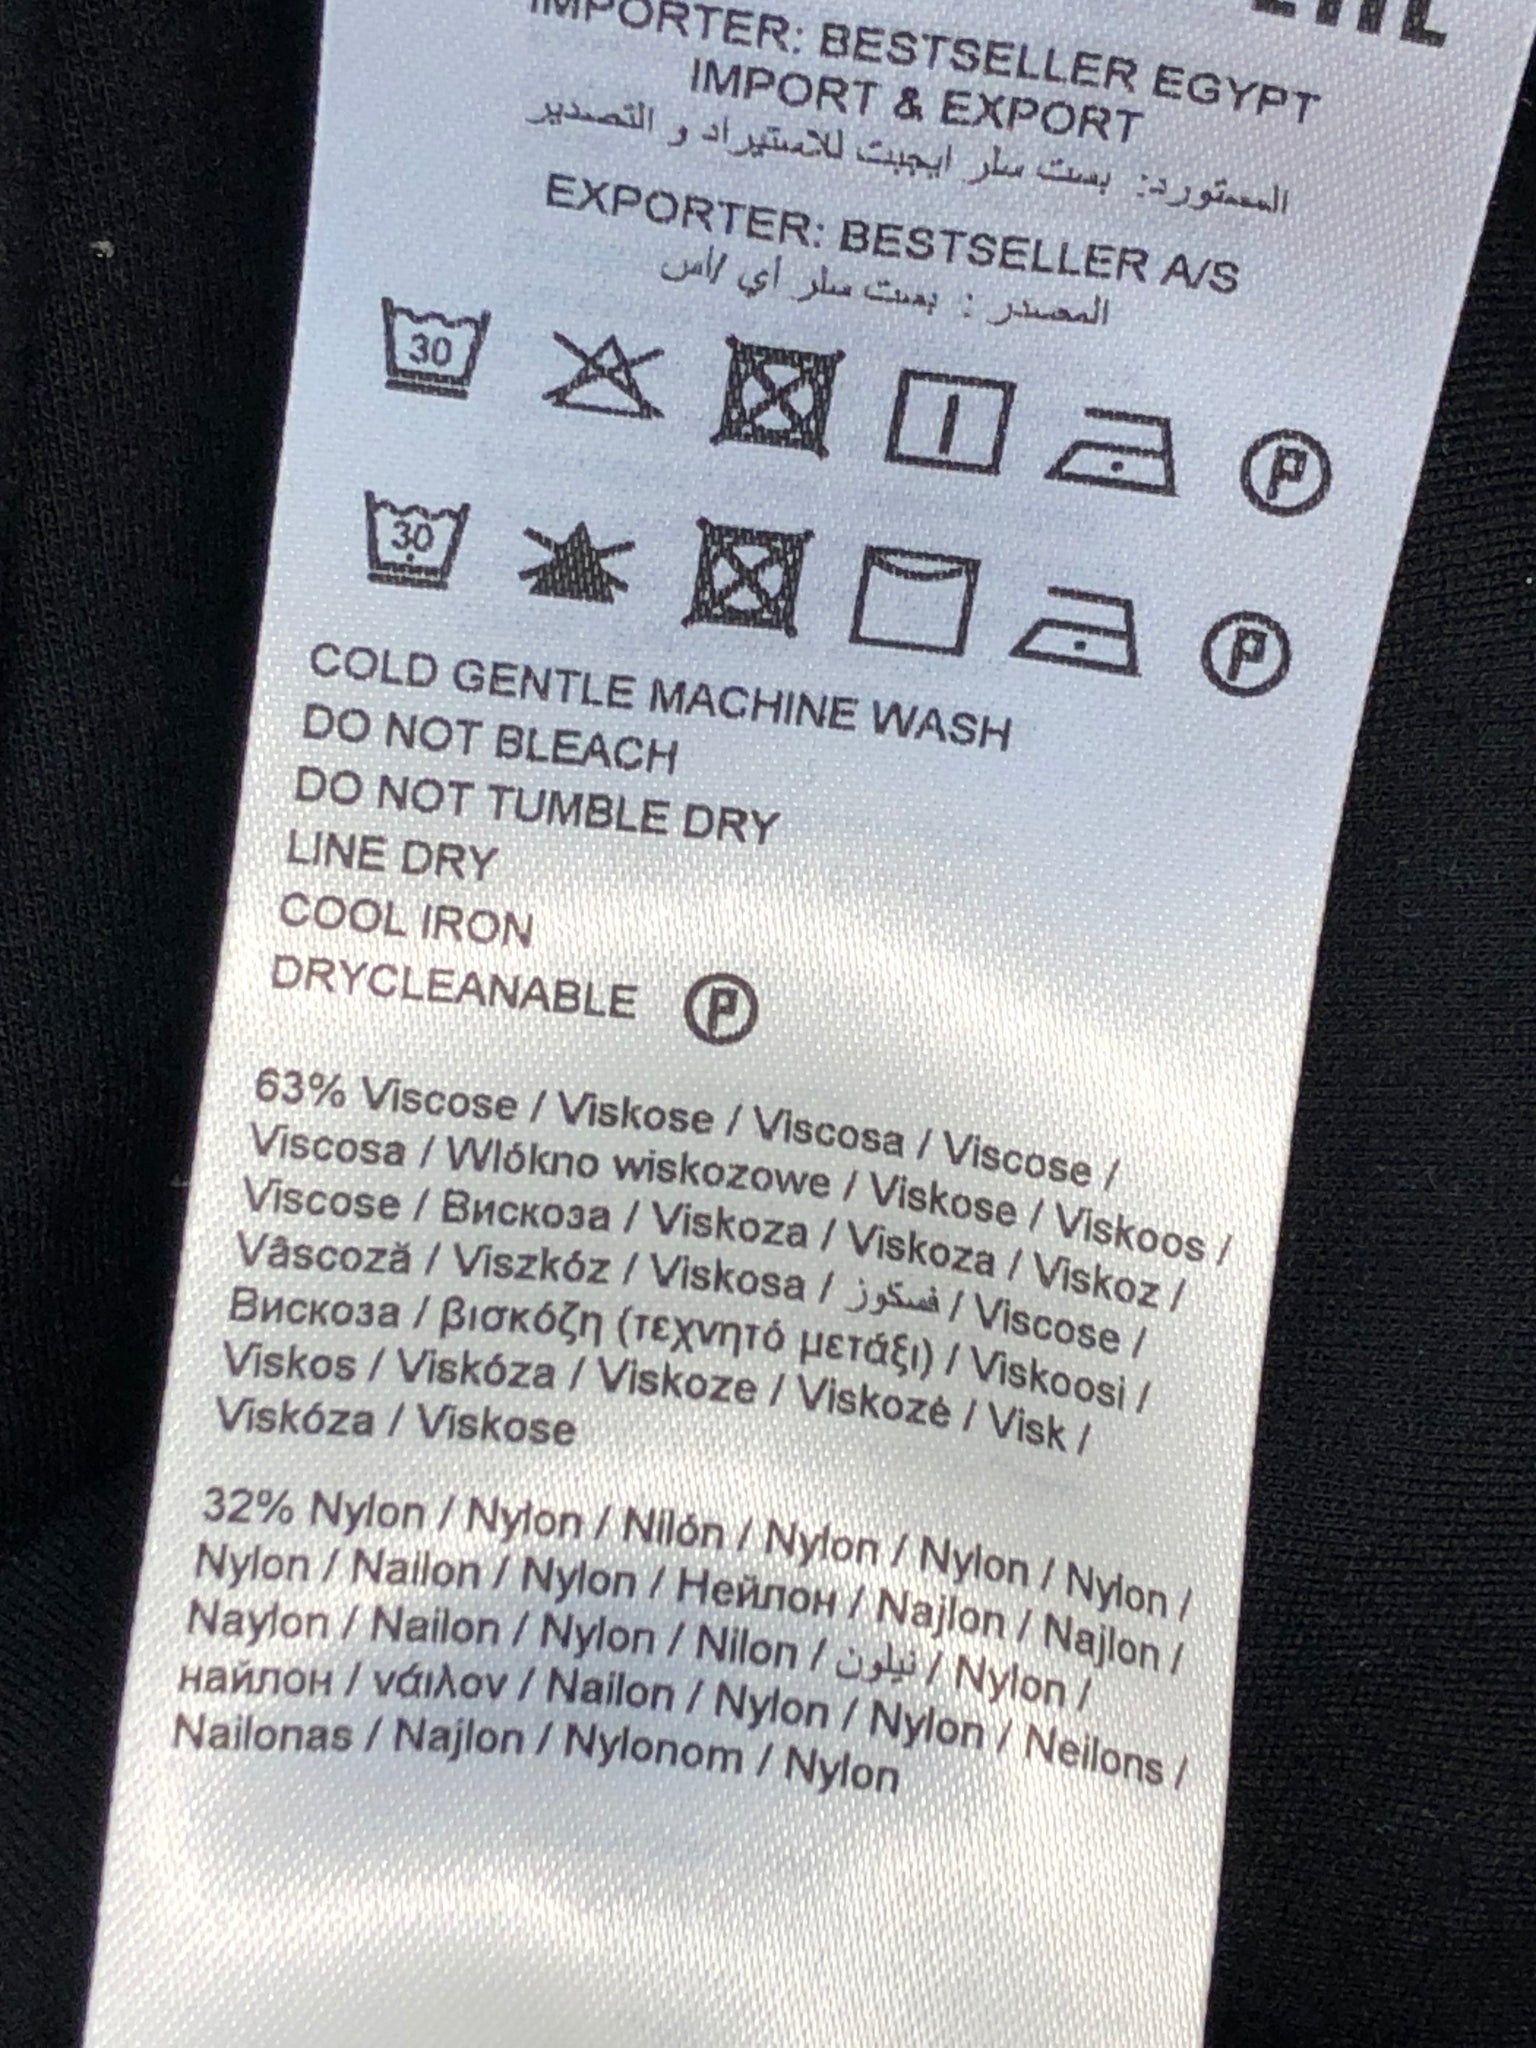 IMPORTER: BESTSELLER EGYPT
IMPORT & EXPORT
المستورد: بست سلر ايجبت للاستيراد و التصدير
EXPORTER: BESTSELLER A/S
المصدر : بست سلر اي /اس
30
P
30
P
COLD GENTLE MACHINE WASH
DO NOT BLEACH
DO NOT TUMBLE DRY
LINE DRY
COOL IRON
DRYCLEANABLE P
63% Viscose / Viskose / Viscosa / Viscose /
Viscosa / Wlókno wiskozowe / Viskose / Viskoos /
Viscose / Вискоза / Viskoza / Viskoza / Viskoz /
Vâscoză / Viszkóz / Viskosa / فسكوز / Viscose /
Вискоза / βισκόζη (τεχνητό μετάξι) / Viskoosi /
Viskos / Viskóza / Viskoze / Viskozė / Visk /
Viskóza / Viskose
32% Nylon / Nylon / Nilón / Nylon / Nylon / Nylon /
Nylon / Nailon / Nylon / Нейлон / Najlon / Najlon /
Naylon / Nailon / Nylon / Nilon / نيلون / Nylon /
найлон / νάιλον / Nailon / Nylon / Nylon / Neilons /
Nailonas / Najlon / Nylonom / Nylon